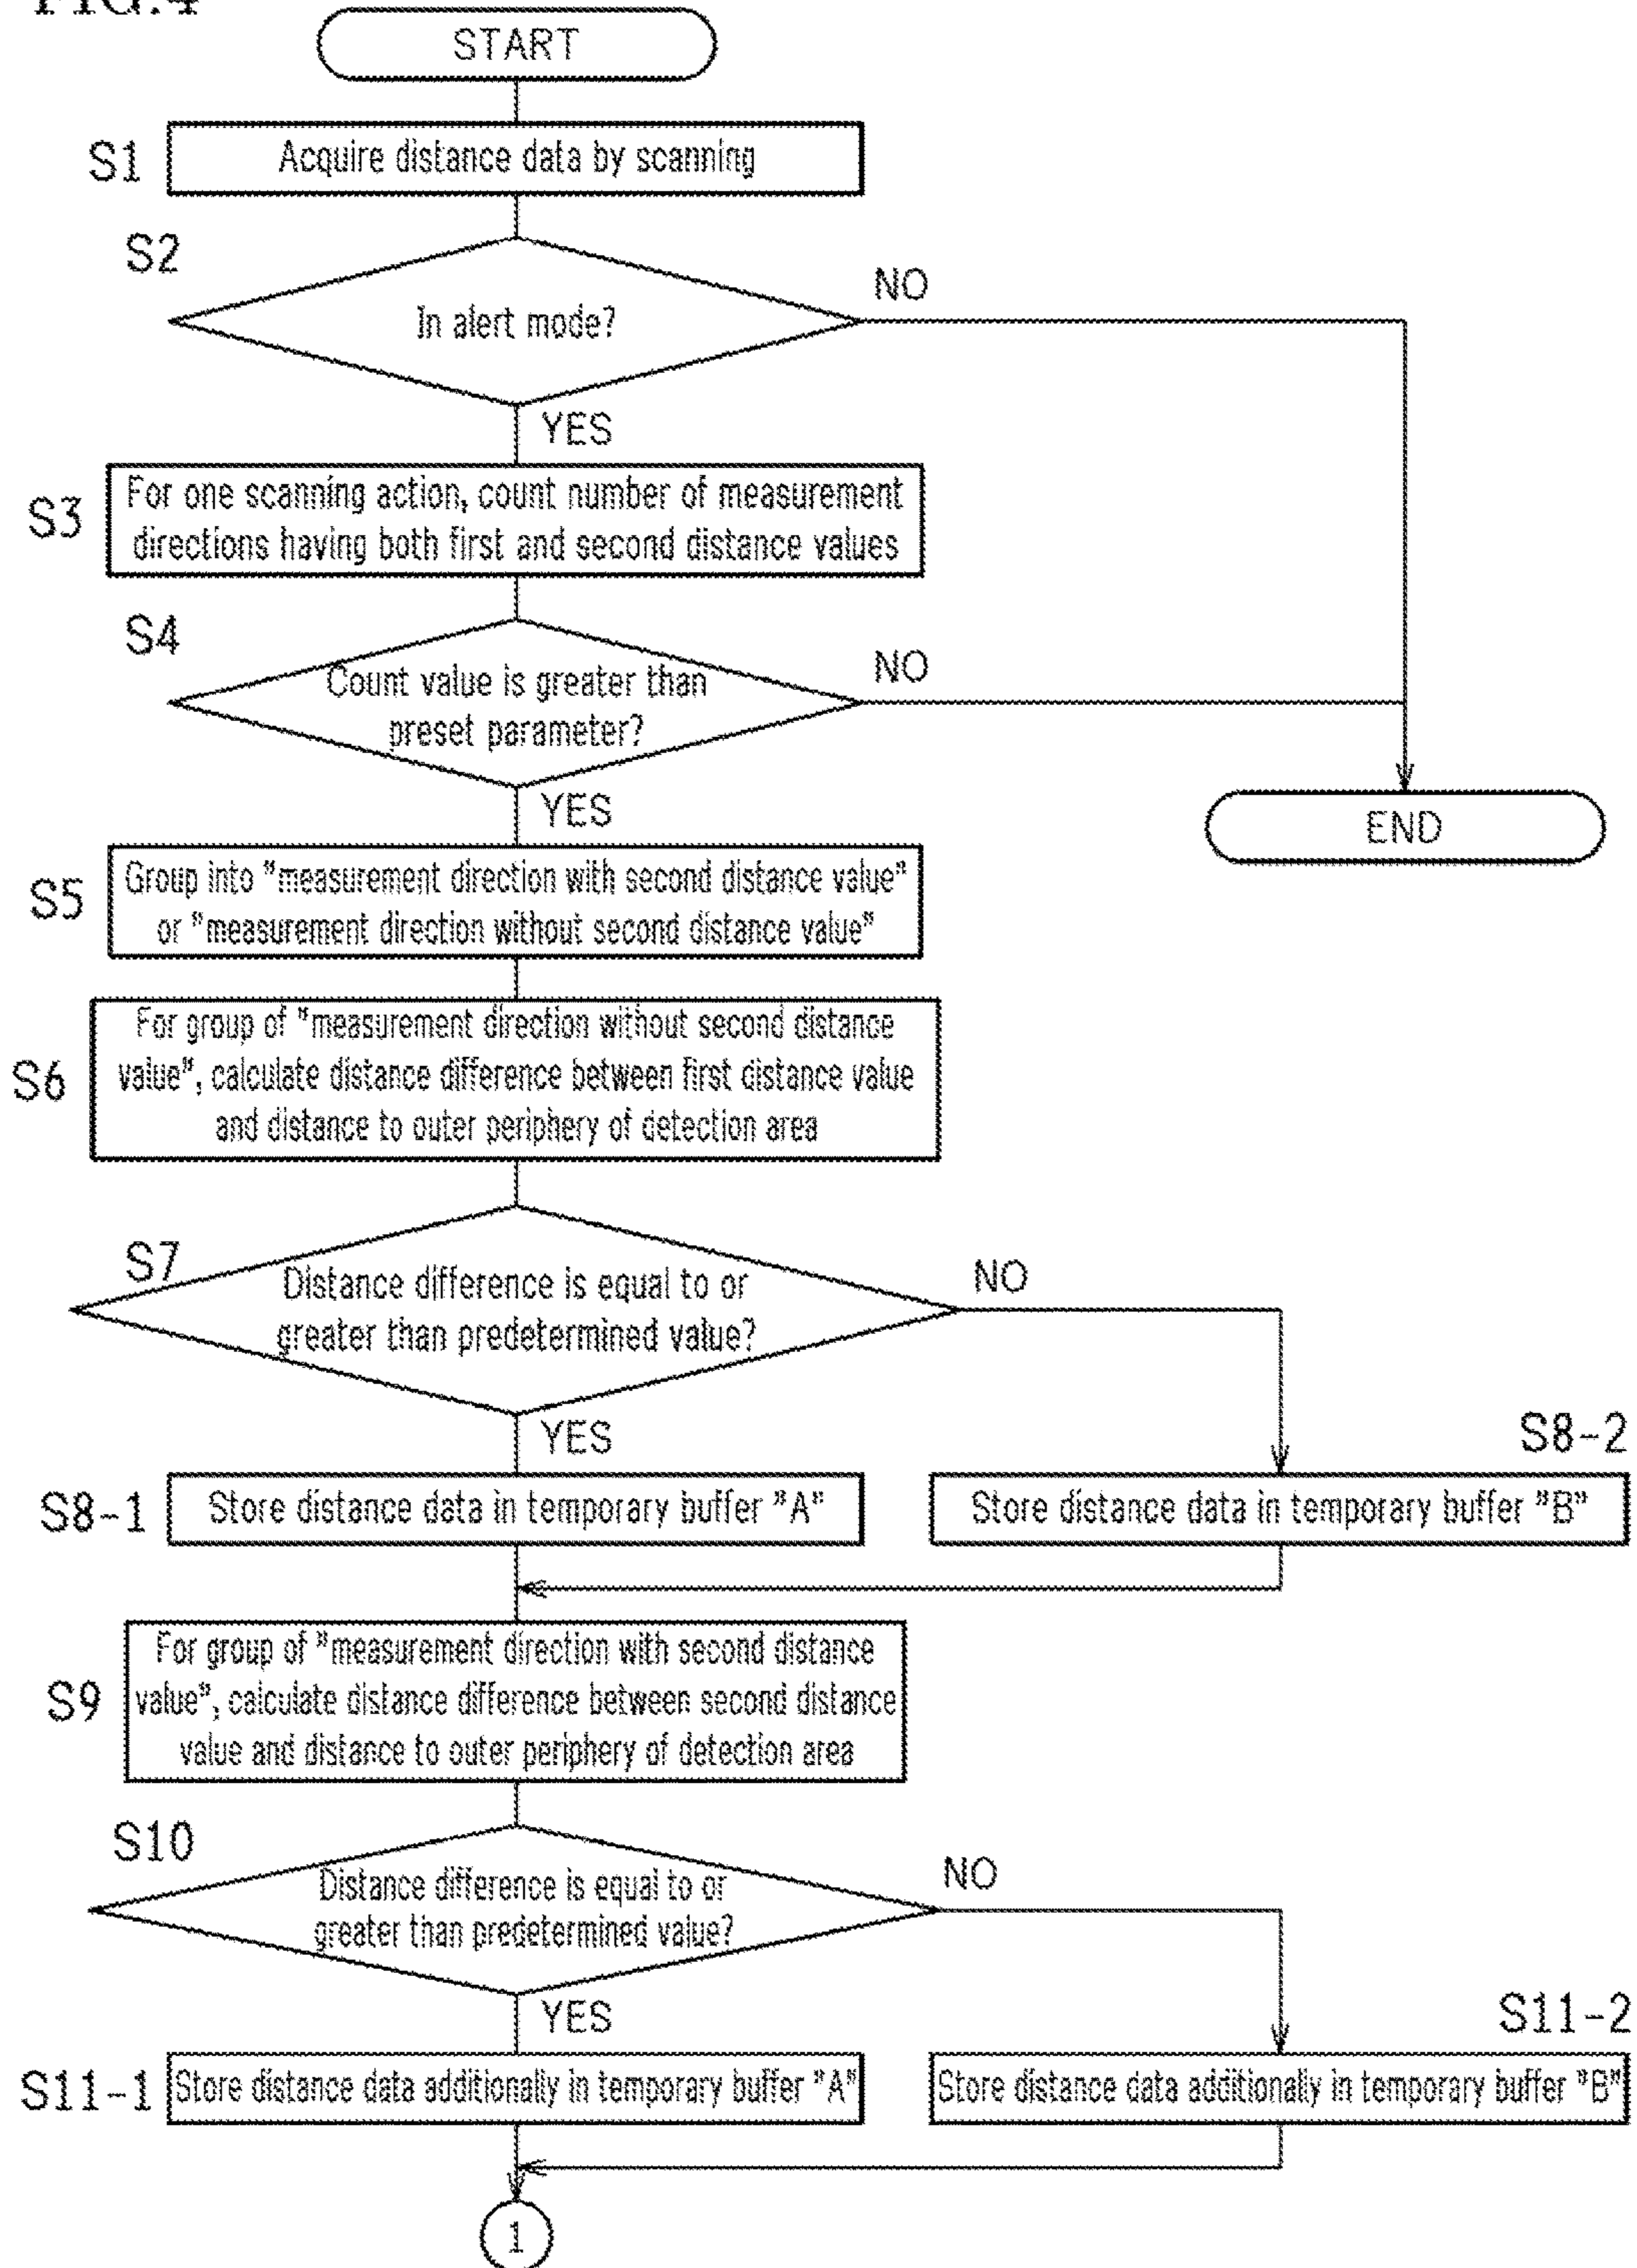 FIG.4
START
S1
Acquire distance data by scanning
S2
In alert mode?
NO
YES
S3
For one scanning action, count number of measurement
directions having both first and second distance values
S4
Count value is greater than
preset parameter?
NO
YES
END
S5
Group into "measurement direction with second distance value"
or "measurement direction without second distance value"
S6
For group of "measurement direction without second distance
value", calculate distance difference between first distance value
and distance to outer periphery of detection area
S7
Distance difference is equal to or
greater than predetermined value?
NO
YES
S8-1
Store distance data in temporary buffer "A"
S8-2
Store distance data in temporary buffer "B"
S9
For group of "measurement direction with second distance
value", calculate distance difference between second distance
value and distance to outer periphery of detection area
S10
Distance difference is equal to or
greater than predetermined value?
NO
YES
S11-1
Store distance data additionally in temporary buffer "A"
S11-2
Store distance data additionally in temporary buffer "B"
1